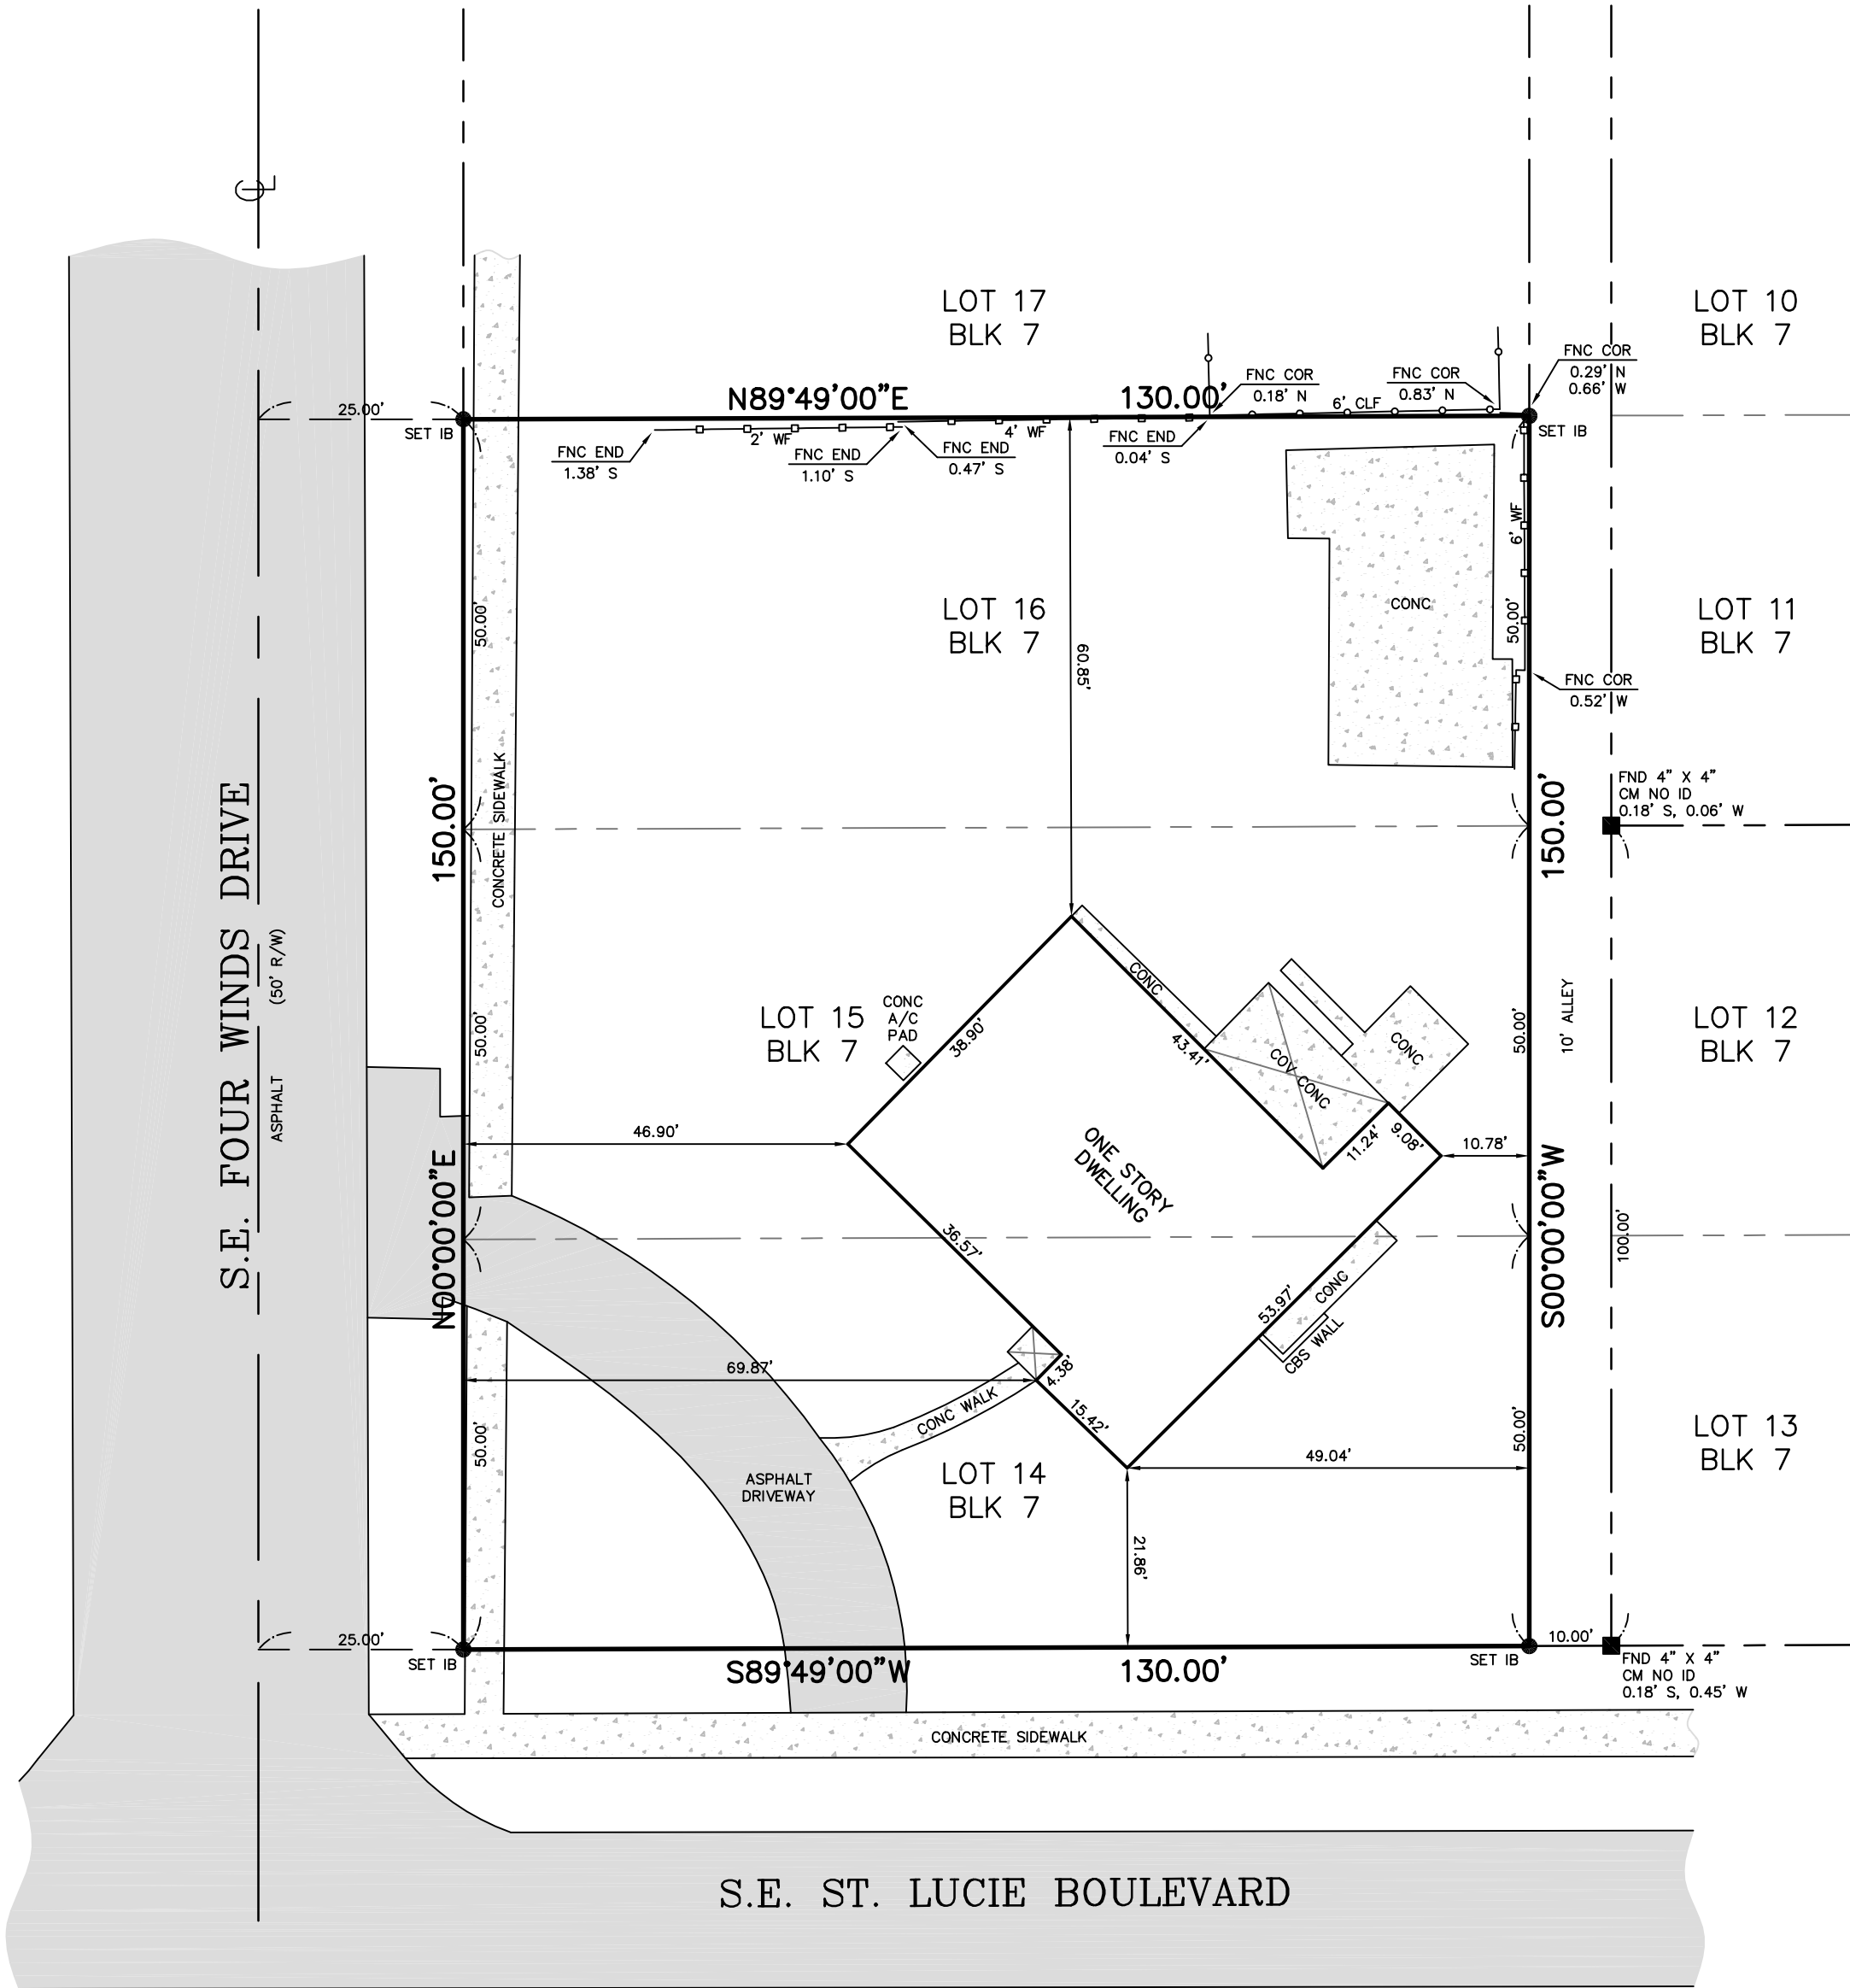 ℄
LOT 17
BLK 7
LOT 10
BLK 7
FNC COR
0.29' N
0.66' W
FNC COR
0.18' N
FNC COR
0.83' N
6' CLF
N89°49'00"E
130.00'
25.00'
SET IB
SET IB
2' WF
4' WF
FNC END
1.38' S
FNC END
1.10' S
FNC END
0.47' S
FNC END
0.04' S
6' WF
CONC
50.00'
50.00'
LOT 16
BLK 7
LOT 11
BLK 7
60.85'
FNC COR
0.52' W
FND 4" X 4"
CM NO ID
0.18' S, 0.06' W
150.00'
150.00'
CONCRETE SIDEWALK
S.E. FOUR WINDS DRIVE
(50' R/W)
ASPHALT
LOT 15
BLK 7
CONC
A/C
PAD
38.90'
CONC
43.41'
COV CONC
CONC
50.00'
50.00'
10' ALLEY
LOT 12
BLK 7
46.90'
ONE STORY
DWELLING
11.24'
9.08'
10.78'
N00°00'00"E
S00°00'00"W
100.00'
36.57'
53.97'
CONC
CBS WALL
69.87'
4.38'
CONC WALK
15.42'
50.00'
50.00'
49.04'
LOT 13
BLK 7
ASPHALT
DRIVEWAY
LOT 14
BLK 7
21.86'
25.00'
SET IB
S89°49'00"W
130.00'
SET IB
10.00'
FND 4" X 4"
CM NO ID
0.18' S, 0.45' W
CONCRETE SIDEWALK
S.E. ST. LUCIE BOULEVARD